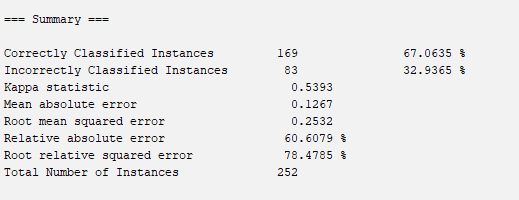 === Summary ===
Correctly Classified Instances 169 67.0635 %
Incorrectly Classified Instances 83 32.9365 %
Kappa statistic 0.5393
Mean absolute error 0.1267
Root mean squared error 0.2532
Relative absolute error 60.6079 %
Root relative squared error 78.4785 %
Total Number of Instances 252